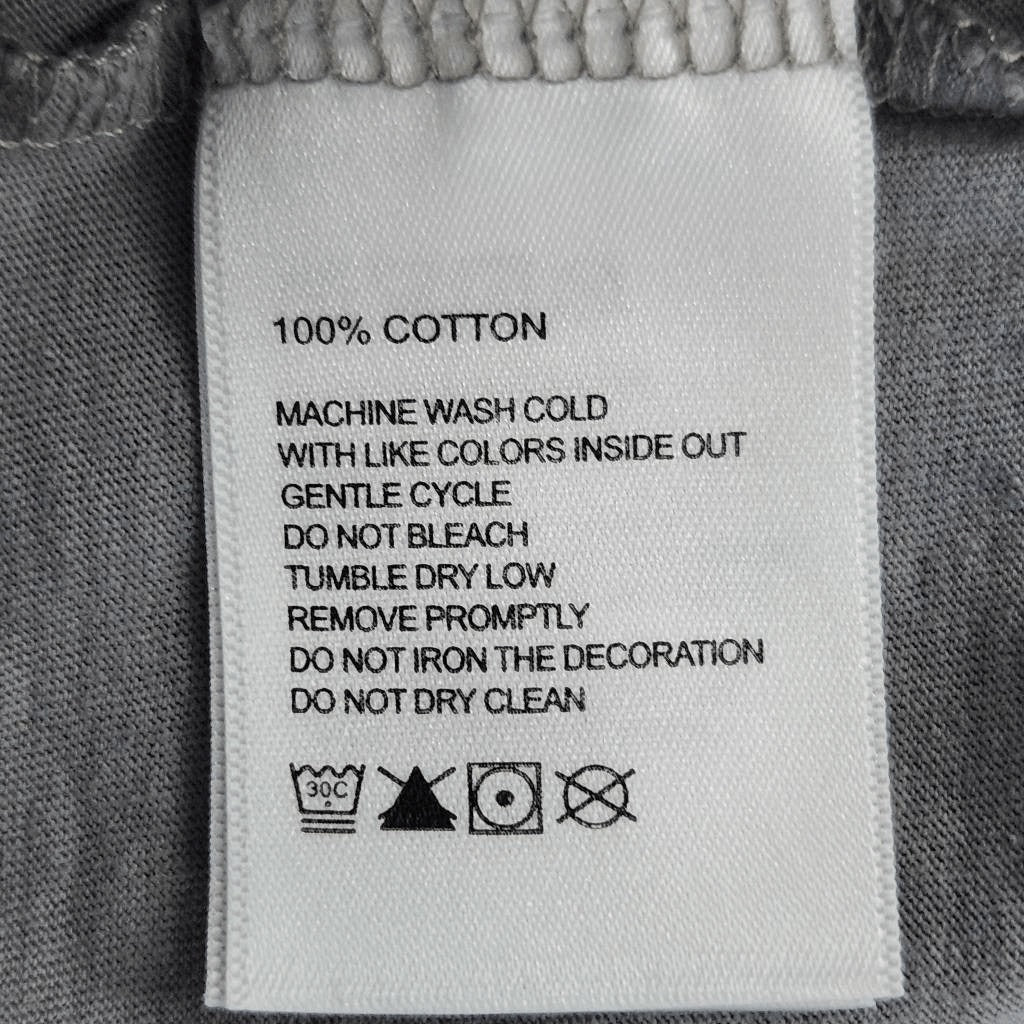 100% COTTON
MACHINE WASH COLD
WITH LIKE COLORS INSIDE OUT
GENTLE CYCLE
DO NOT BLEACH
TUMBLE DRY LOW
REMOVE PROMPTLY
DO NOT IRON THE DECORATION
DO NOT DRY CLEAN
30C